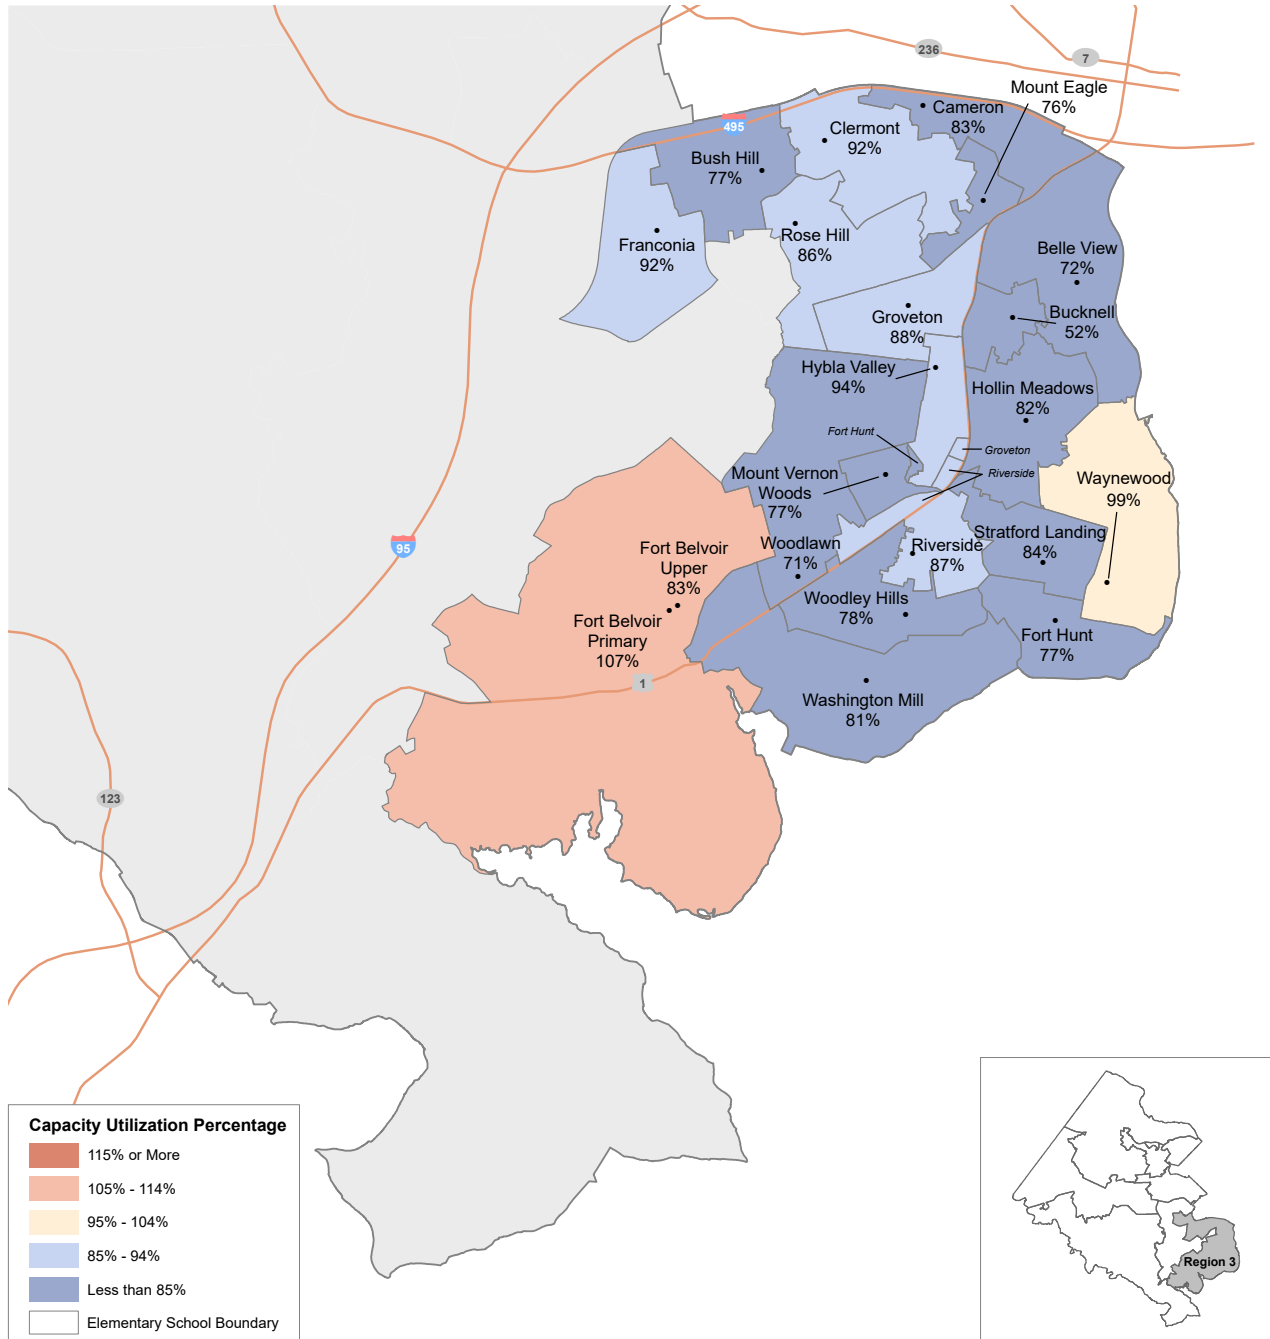 236
7
Mount Eagle
76%
Cameron
83%
495
Clermont
92%
Bush Hill
77%
Franconia
92%
Rose Hill
86%
Belle View
72%
Groveton
88%
Bucknell
52%
Hybla Valley
94%
Hollin Meadows
82%
Fort Hunt
Groveton
Riverside
Mount Vernon
Woods
77%
Waynewood
99%
95
Fort Belvoir
Upper
83%
Woodlawn
71%
Riverside
87%
Stratford Landing
84%
Woodley Hills
78%
Fort Belvoir
Primary
107%
Fort Hunt
77%
1
Washington Mill
81%
123
Capacity Utilization Percentage
115% or More
105% - 114%
95% - 104%
85% - 94%
Less than 85%
Elementary School Boundary
Region 3